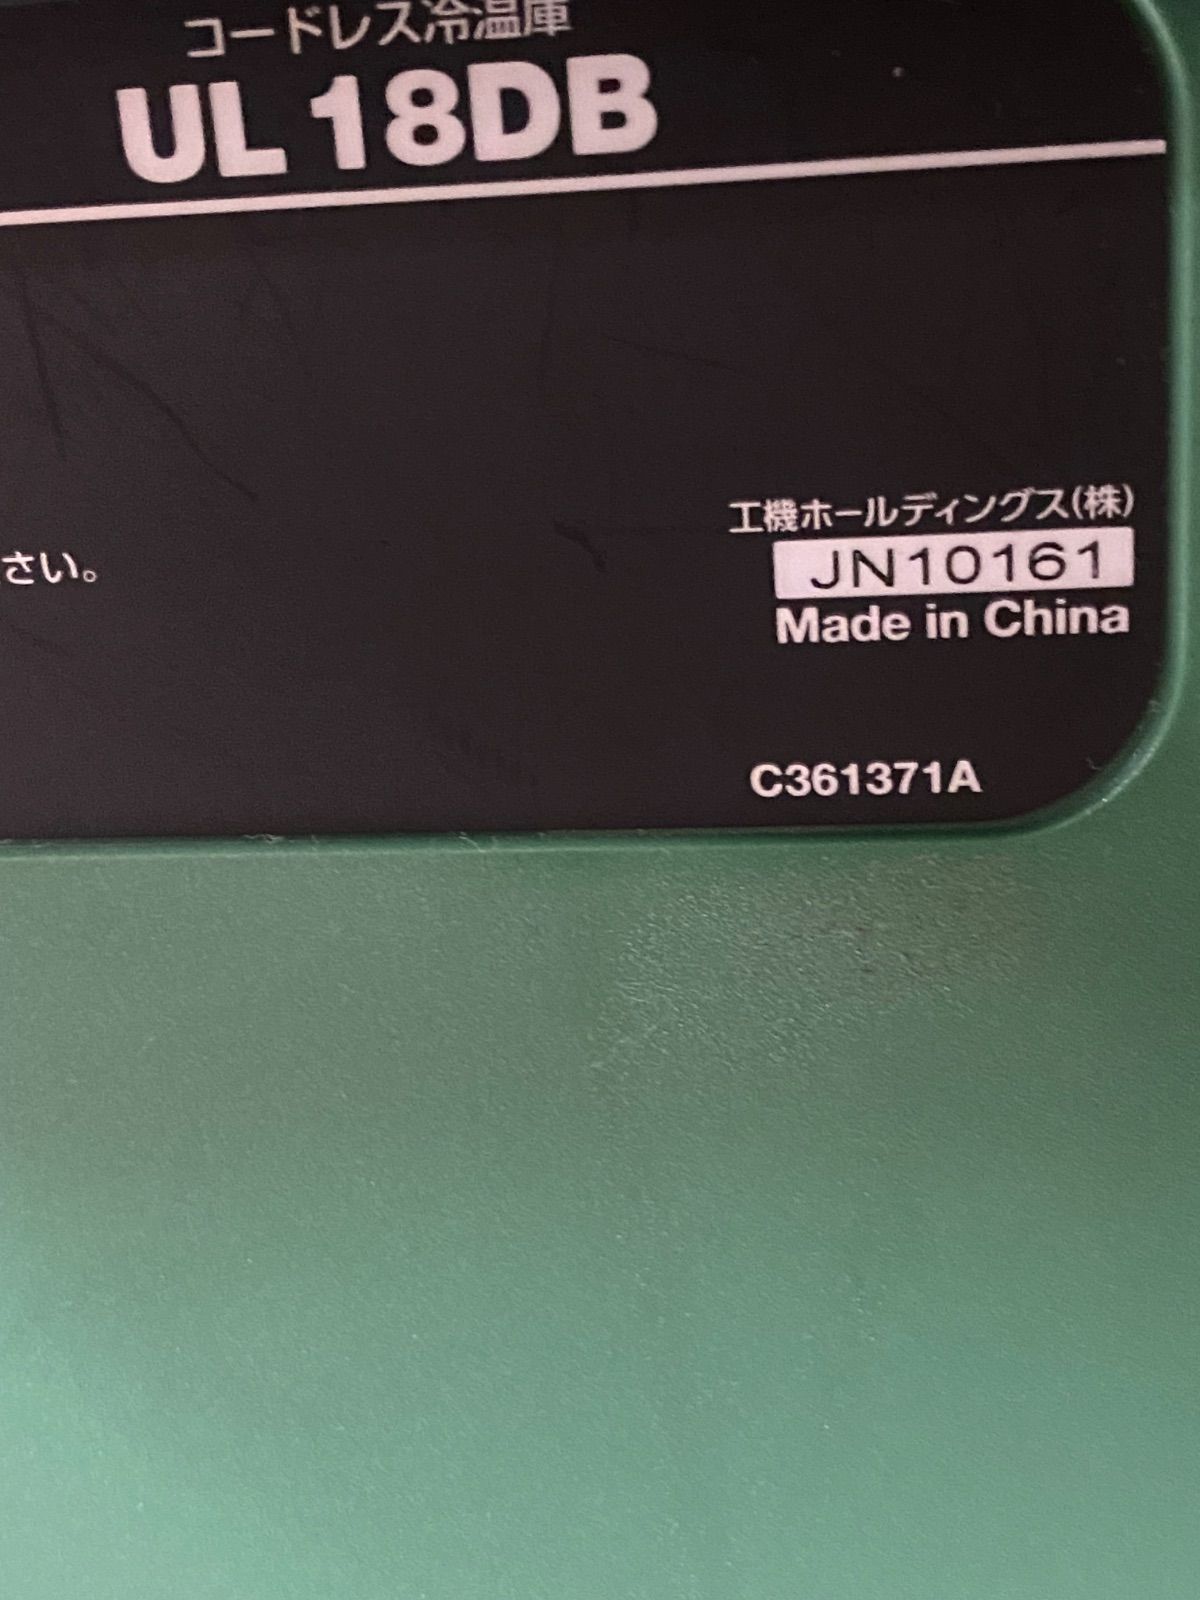 コードレス冷温庫
UL 18DB
さい。
工機ホールディングス(株)
JN10161
Made in China
C361371A